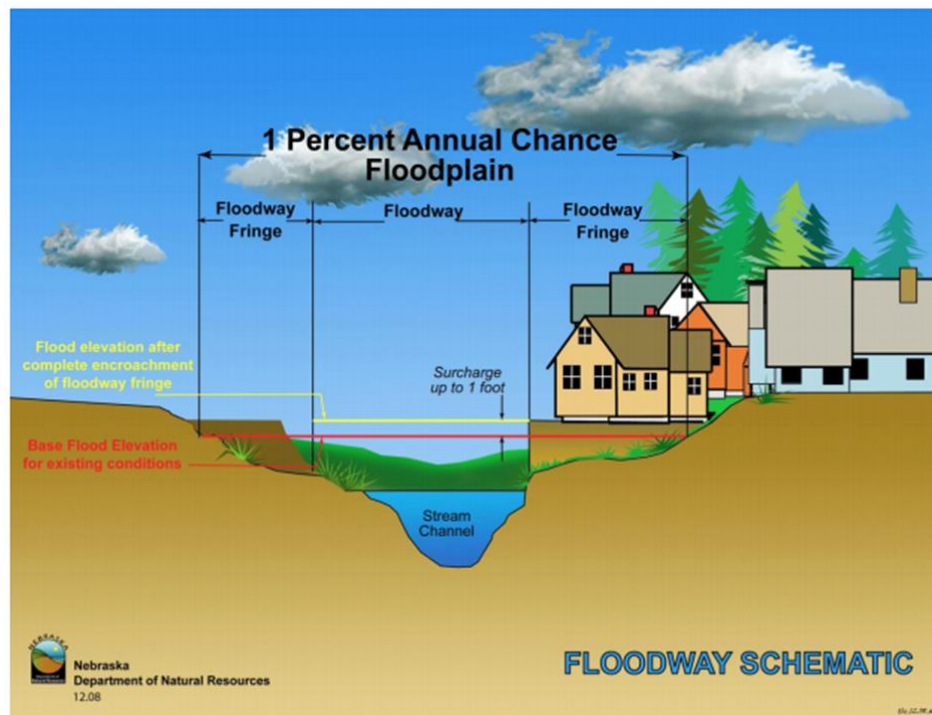 1 Percent Annual Chance
Floodplain
Floodway
Fringe
Floodway
Floodway
Fringe
Flood elevation after
complete encroachment
of floodway fringe
Surcharge
up to 1 foot
Base Flood Elevation
for existing conditions
Stream
Channel
NEBRASKA
Nebraska
Department of Natural Resources
12.08
FLOODWAY SCHEMATIC